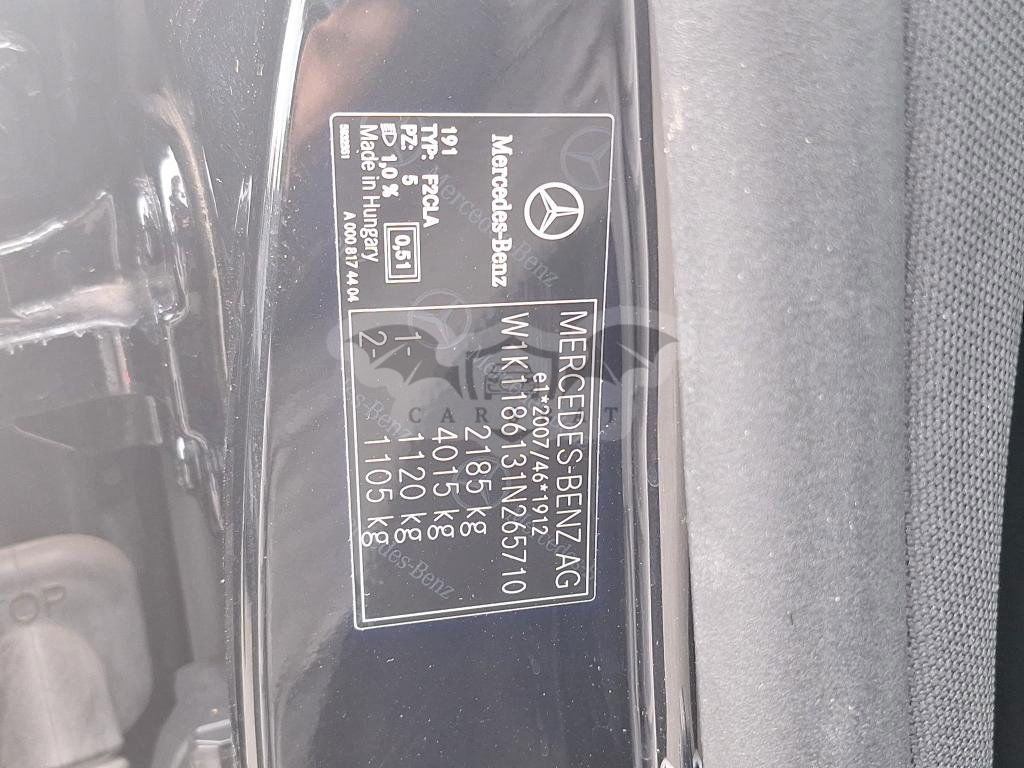 Mercedes-Benz
191
TYP: F2CLA
PZ: 5
1,0 %
0,51
Made in Hungary
A 000 817 44 04
MERCEDES-BENZ AG
e1*2007/46*1912*
W1K1186131N265710
2185 kg
4015 kg
1- 1120 kg
2- 1105 kg
TOP